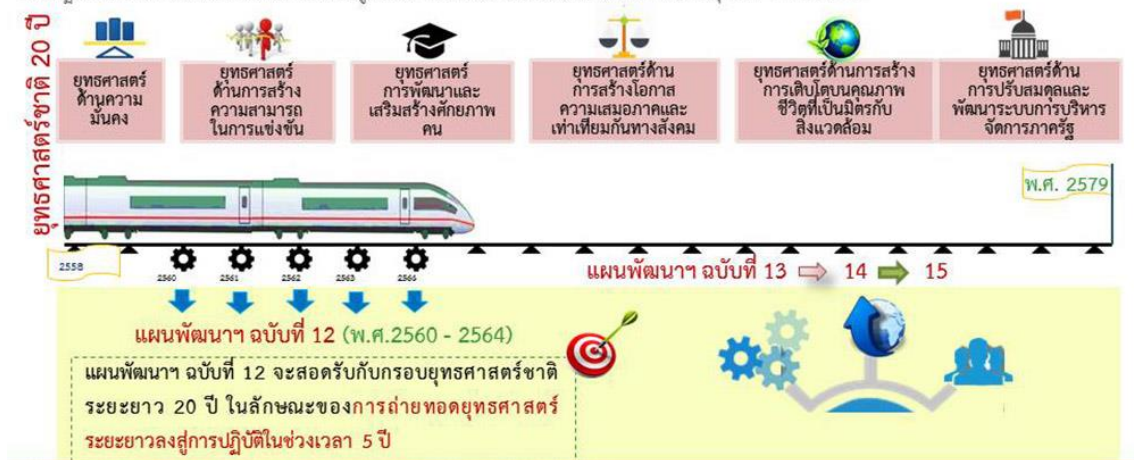 ยุทธศาสตร์ชาติ 20 ปี
ยุทธศาสตร์
ด้านความ
มั่นคง
ยุทธศาสตร์
ด้านการสร้าง
ความสามารถ
ในการแข่งขัน
ยุทธศาสตร์
การพัฒนาและ
เสริมสร้างศักยภาพ
คน
ยุทธศาสตร์ด้าน
การสร้างโอกาส
ความเสมอภาคและ
เท่าเทียมกันทางสังคม
ยุทธศาสตร์ด้านการสร้าง
การเติบโตบนคุณภาพ
ชีวิตที่เป็นมิตรกับ
สิ่งแวดล้อม
ยุทธศาสตร์ด้าน
การปรับสมดุลและ
พัฒนาระบบการบริหาร
จัดการภาครัฐ
พ.ศ. 2579
2558
2560 2561 2562
แผนพัฒนาฯ ฉบับที่ 13 14 15
แผนพัฒนาฯ ฉบับที่ 12 (พ.ศ.2560 - 2564)
แผนพัฒนาฯ ฉบับที่ 12 จะสอดรับกับกรอบยุทธศาสตร์ชาติ
ระยะยาว 20 ปี ในลักษณะของการถ่ายทอดยุทธศาสตร์
ระยะยาวลงสู่การปฏิบัติในช่วงเวลา 5 ปี